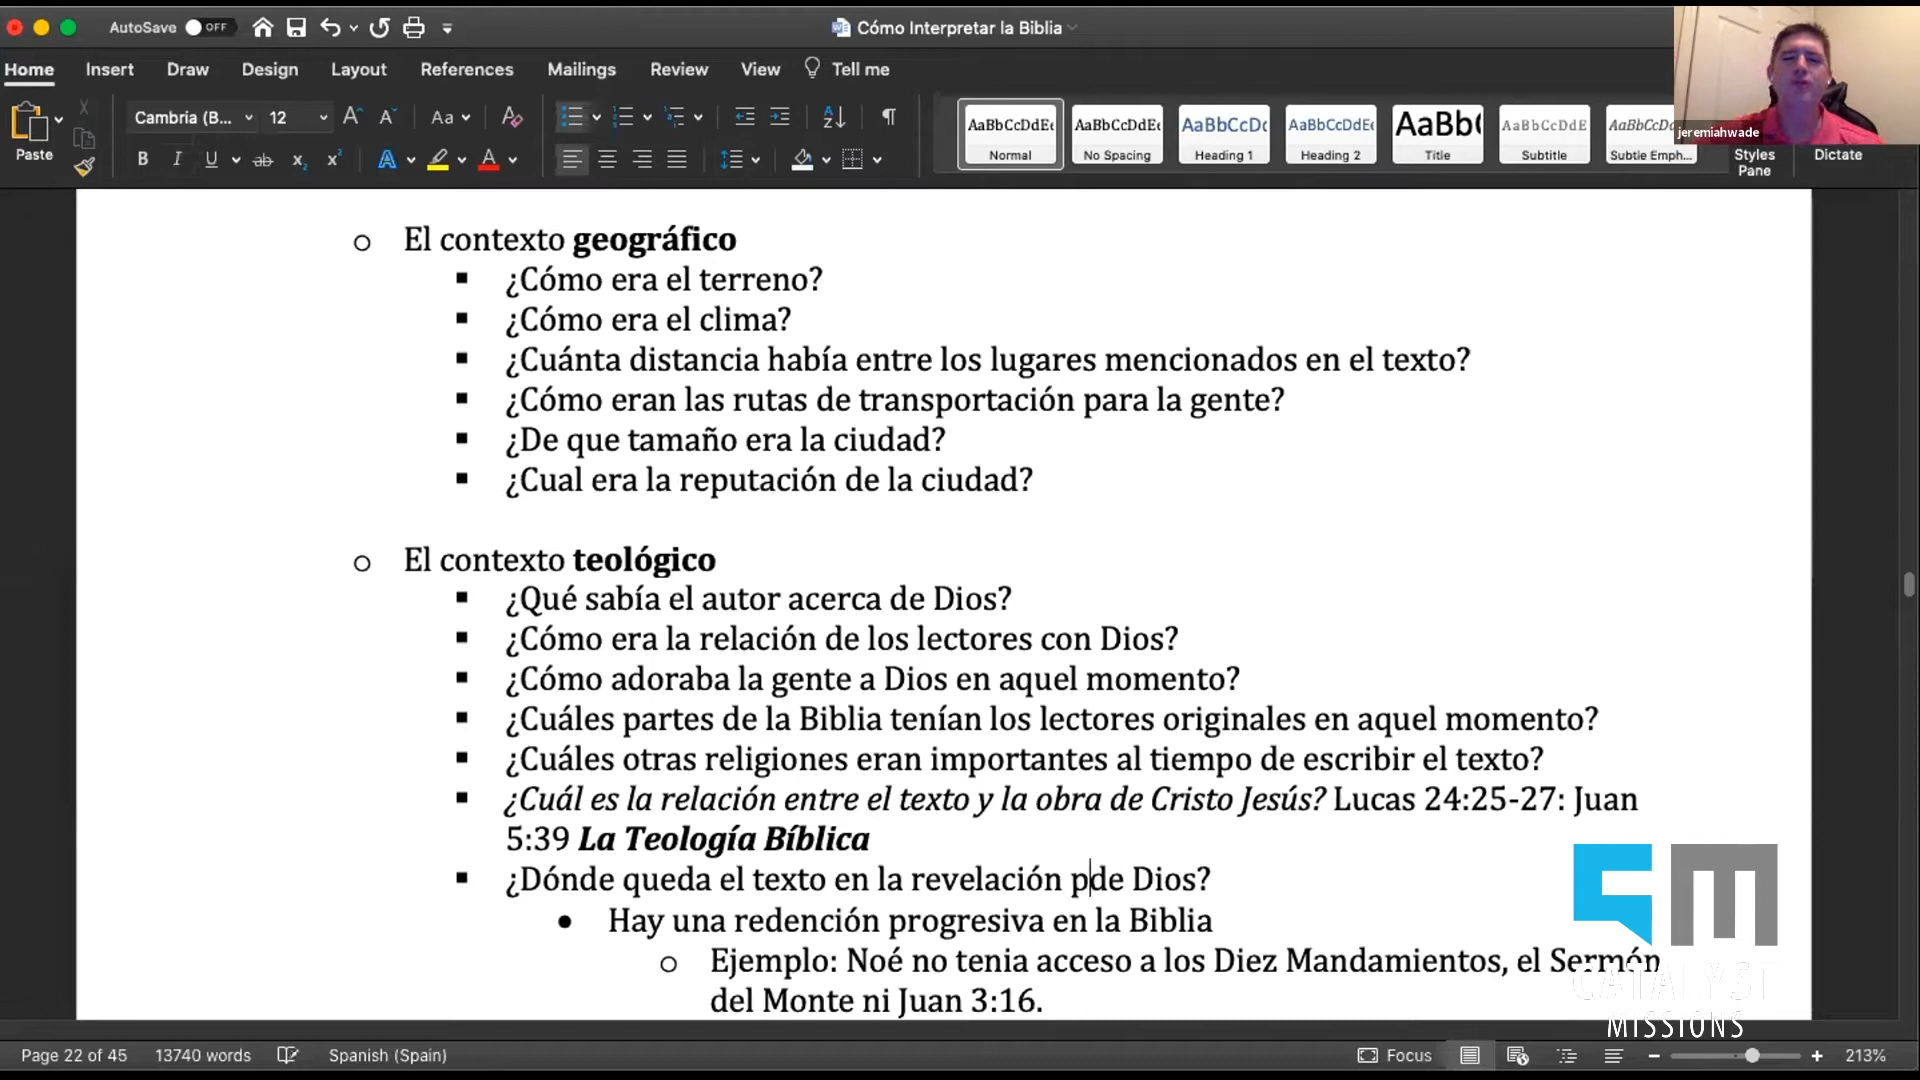 AutoSave OFF Cómo Interpretar la Biblia
Home Insert Draw Design Layout References Mailings Review View Tell me
jeremiahwade
Paste Cambria (B... 12 Aa
AaBbCcDdEe AaBbCcDdEe AaBbCcDc AaBbCcDdEe AaBb( AaBbCcDdE AaBbCcDc
Normal No Spacing Heading 1 Heading 2 Title Subtitle Subtle Emph... Styles Pane Dictate
El contexto geográfico
¿Cómo era el terreno?
¿Cómo era el clima?
¿Cuánta distancia había entre los lugares mencionados en el texto?
¿Cómo eran las rutas de transportación para la gente?
¿De que tamaño era la ciudad?
¿Cual era la reputación de la ciudad?
El contexto teológico
¿Qué sabía el autor acerca de Dios?
¿Cómo era la relación de los lectores con Dios?
¿Cómo adoraba la gente a Dios en aquel momento?
¿Cuáles partes de la Biblia tenían los lectores originales en aquel momento?
¿Cuáles otras religiones eran importantes al tiempo de escribir el texto?
¿Cuál es la relación entre el texto y la obra de Cristo Jesús? Lucas 24:25-27: Juan
5:39 La Teología Bíblica
¿Dónde queda el texto en la revelación pde Dios?
Hay una redención progresiva en la Biblia
Ejemplo: Noé no tenia acceso a los Diez Mandamientos, el Sermón
del Monte ni Juan 3:16.
CATALYST
MISSIONS
Page 22 of 45 13740 words Spanish (Spain) Focus 213%